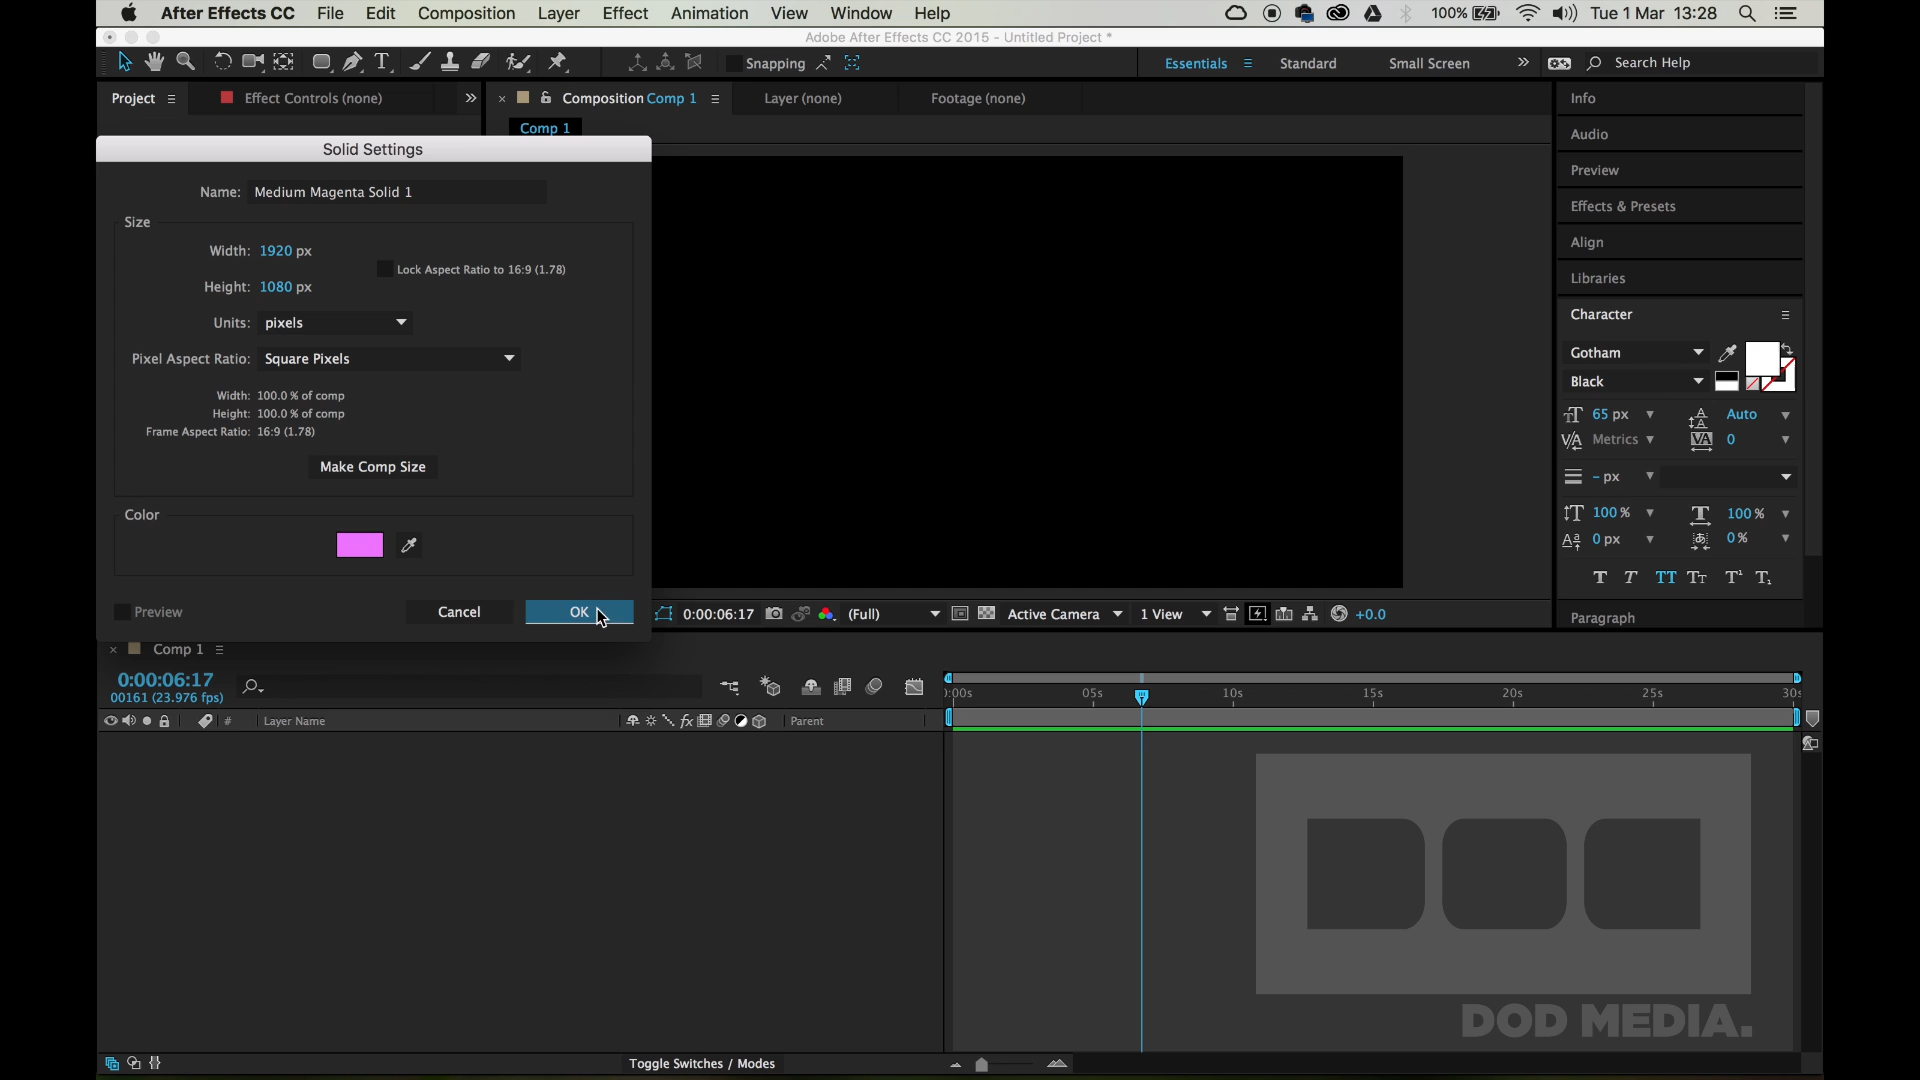 After Effects CC File Edit Composition Layer Effect Animation View Window Help 100% Tue 1 Mar 13:28
Adobe After Effects CC 2015 - Untitled Project *
Snapping Essentials Standard Small Screen Search Help
Project Effect Controls (none) Composition Comp 1 Layer (none) Footage (none)
Comp 1
Info
Audio
Preview
Effects & Presets
Align
Libraries
Character
Gotham
Black
65 px Auto
Metrics 0
- px
100 % 100 %
0 px 0 %
Paragraph
Solid Settings
Name: Medium Magenta Solid 1
Size
Width: 1920 px
Lock Aspect Ratio to 16:9 (1.78)
Height: 1080 px
Units: pixels
Pixel Aspect Ratio: Square Pixels
Width: 100.0 % of comp
Height: 100.0 % of comp
Frame Aspect Ratio: 16:9 (1.78)
Make Comp Size
Color
Preview Cancel OK
0:00:06:17 (Full) Active Camera 1 View +0.0
Comp 1
0:00:06:17
00161 (23.976 fps)
# Layer Name Parent
):00s 05s 10s 15s 20s 25s 30s
DOD MEDIA.
Toggle Switches / Modes